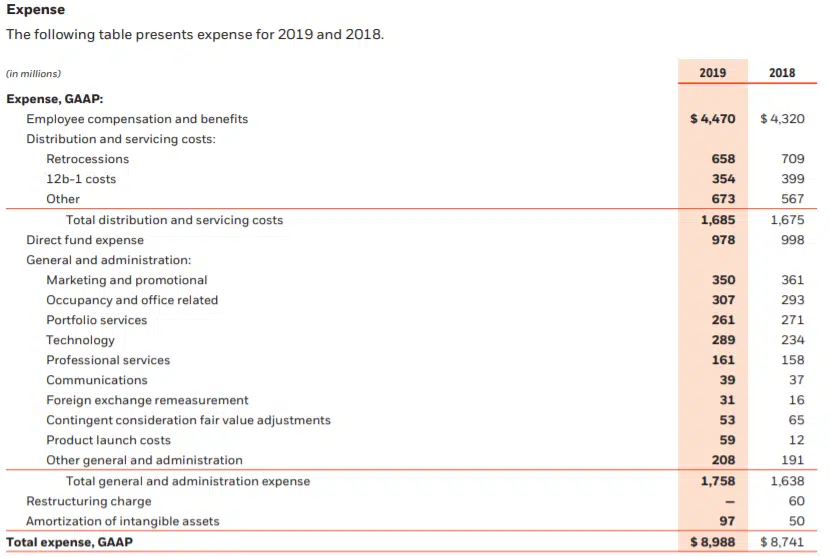 Expense
The following table presents expense for 2019 and 2018.
(in millions) 2019 2018
Expense, GAAP:
Employee compensation and benefits $ 4,470 $ 4,320
Distribution and servicing costs:
Retrocessions 658 709
12b-1 costs 354 399
Other 673 567
Total distribution and servicing costs 1,685 1,675
Direct fund expense 978 998
General and administration:
Marketing and promotional 350 361
Occupancy and office related 307 293
Portfolio services 261 271
Technology 289 234
Professional services 161 158
Communications 39 37
Foreign exchange remeasurement 31 16
Contingent consideration fair value adjustments 53 65
Product launch costs 59 12
Other general and administration 208 191
Total general and administration expense 1,758 1,638
Restructuring charge — 60
Amortization of intangible assets 97 50
Total expense, GAAP $ 8,988 $ 8,741